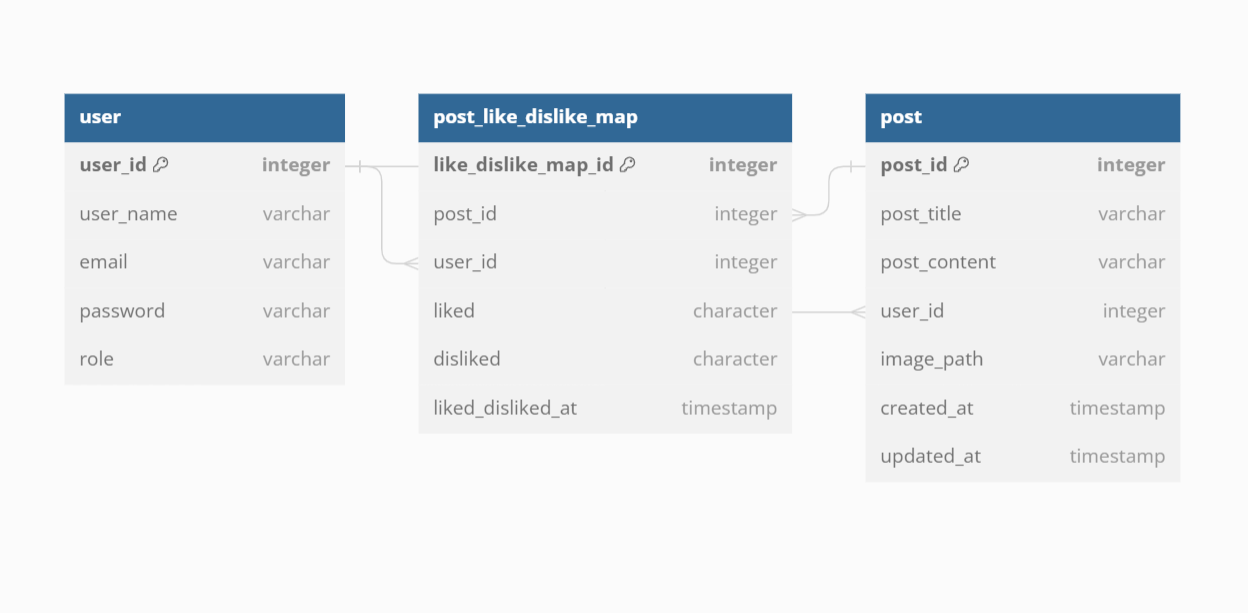 user
user_id integer
user_name varchar
email varchar
password varchar
role varchar
post_like_dislike_map
like_dislike_map_id integer
post_id integer
user_id integer
liked character
disliked character
liked_disliked_at timestamp
post
post_id integer
post_title varchar
post_content varchar
user_id integer
image_path varchar
created_at timestamp
updated_at timestamp